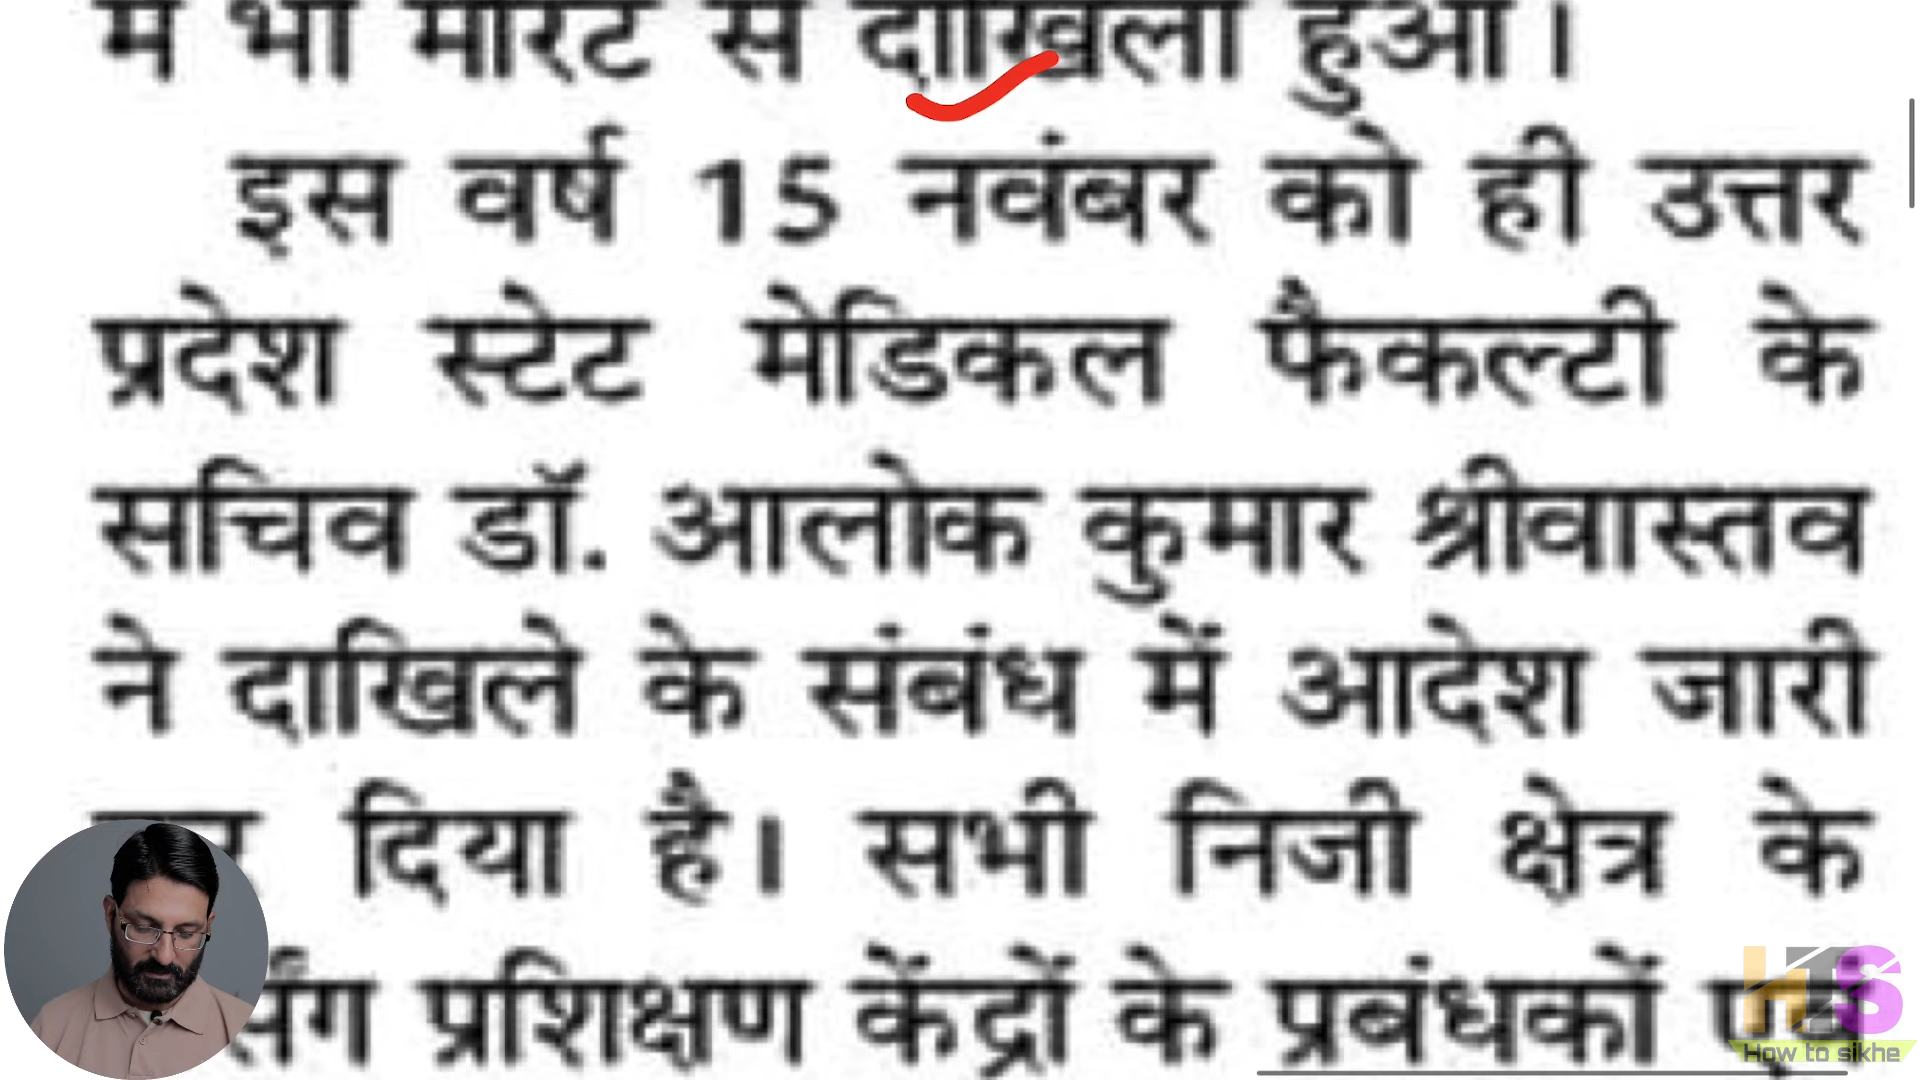 में भी मेरिट से दाखिला हुआ।
इस वर्ष 15 नवंबर को ही उत्तर
प्रदेश स्टेट मेडिकल फैकल्टी के
सचिव डॉ. आलोक कुमार श्रीवास्तव
ने दाखिले के संबंध में आदेश जारी
दिया है। सभी निजी क्षेत्र के
प्रशिक्षण केंद्रों के प्रबंधकों
HTS
How to sikhe